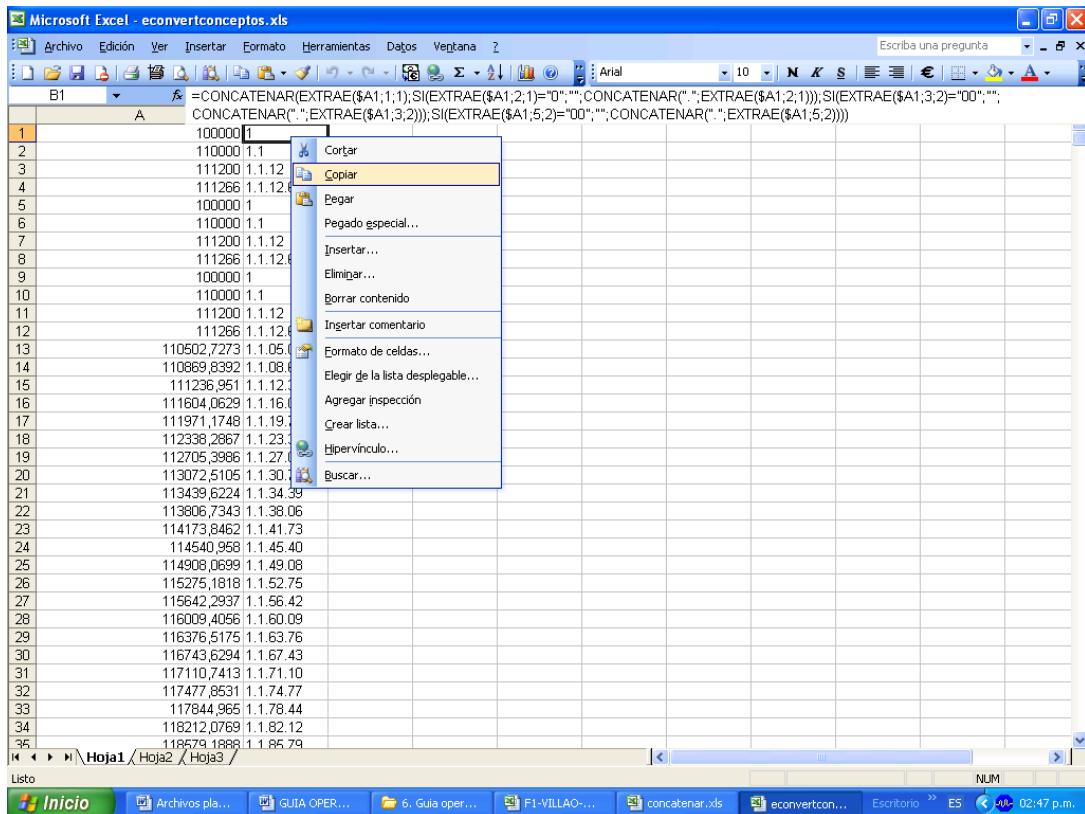 Microsoft Excel - econvertconceptos.xls
Archivo Edición Ver Insertar Formato Herramientas Datos Ventana ? Escriba una pregunta
Arial 10 N K S € A
B1 fx =CONCATENAR(EXTRAE($A1;1;1);SI(EXTRAE($A1;2;1)="0";"";CONCATENAR(".";EXTRAE($A1;2;1)));SI(EXTRAE($A1;3;2)="00";"";
CONCATENAR(".";EXTRAE($A1;3;2)));SI(EXTRAE($A1;5;2)="00";"";CONCATENAR(".";EXTRAE($A1;5;2))))
A
1 100000 1
2 110000 1.1
3 111200 1.1.12
4 111266 1.1.12.
5 100000 1
6 110000 1.1
7 111200 1.1.12
8 111266 1.1.12.
9 100000 1
10 110000 1.1
11 111200 1.1.12
12 111266 1.1.12.
13 110502,7273 1.1.05.
14 110869,8392 1.1.08.
15 111236,951 1.1.12.
16 111604,0629 1.1.16.
17 111971,1748 1.1.19.
18 112338,2867 1.1.23.
19 112705,3986 1.1.27.
20 113072,5105 1.1.30.
21 113439,6224 1.1.34.39
22 113806,7343 1.1.38.06
23 114173,8462 1.1.41.73
24 114540,958 1.1.45.40
25 114908,0699 1.1.49.08
26 115275,1818 1.1.52.75
27 115642,2937 1.1.56.42
28 116009,4056 1.1.60.09
29 116376,5175 1.1.63.76
30 116743,6294 1.1.67.43
31 117110,7413 1.1.71.10
32 117477,8531 1.1.74.77
33 117844,965 1.1.78.44
34 118212,0769 1.1.82.12
35 118579,1888 1.1.85.79
Cortar
Copiar
Pegar
Pegado especial...
Insertar...
Eliminar...
Borrar contenido
Insertar comentario
Formato de celdas...
Elegir de la lista desplegable...
Agregar inspección
Crear lista...
Hipervínculo...
Buscar...
Hoja1 Hoja2 Hoja3
Listo NUM
Inicio Archivos pla... GUIA OPER... 6. Guia oper... F1-VILLAO-... concatenar.xls econvertcon... Escritorio » ES 02:47 p.m.